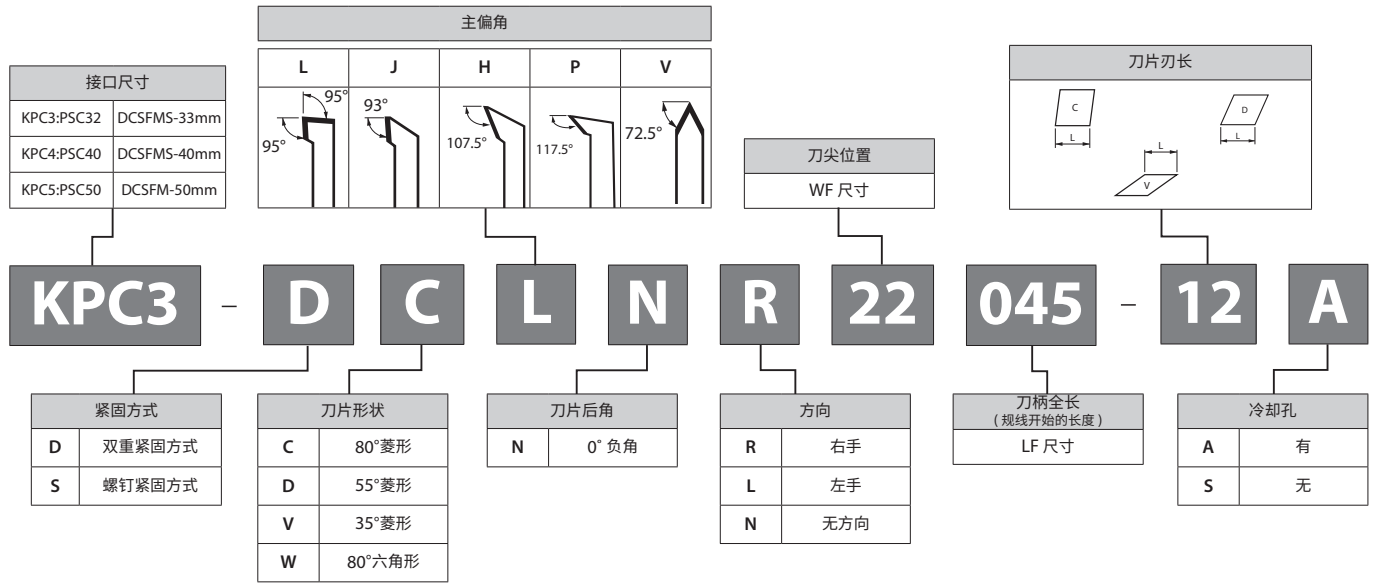 主偏角
L J H P V
95°
95°
93°
107.5°
117.5°
72.5°
接口尺寸
KPC3:PSC32 DCSFMS-33mm
KPC4:PSC40 DCSFMS-40mm
KPC5:PSC50 DCSFM-50mm
刀尖位置
WF 尺寸
刀片刃长
C
L
D
L
L
V
KPC3 – D C L N R 22 045 – 12 A
紧固方式
D 双重紧固方式
S 螺钉紧固方式
刀片形状
C 80°菱形
D 55°菱形
V 35°菱形
W 80°六角形
刀片后角
N 0° 负角
方向
R 右手
L 左手
N 无方向
刀柄全长
( 规线开始的长度 )
LF 尺寸
冷却孔
A 有
S 无